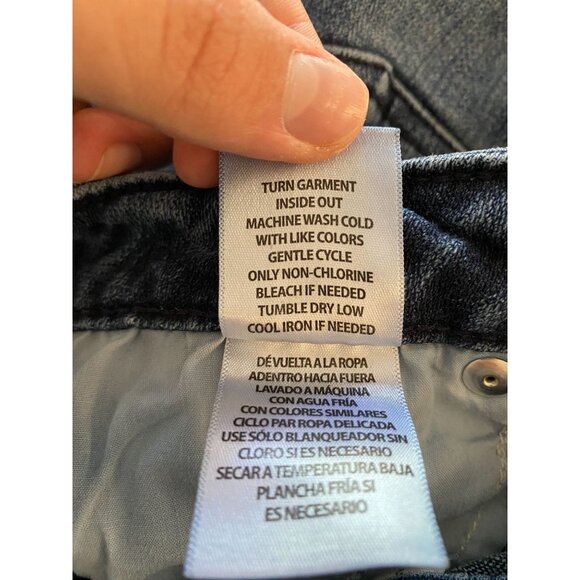 TURN GARMENT
INSIDE OUT
MACHINE WASH COLD
WITH LIKE COLORS
GENTLE CYCLE
ONLY NON-CHLORINE
BLEACH IF NEEDED
TUMBLE DRY LOW
COOL IRON IF NEEDED
DÉ VUELTA A LA ROPA
ADENTRO HACIA FUERA
LAVADO A MÁQUINA
CON AGUA FRÍA
CON COLORES SIMILARES
CICLO PAR ROPA DELICADA
USE SÓLO BLANQUEADOR SIN
CLORO SI ES NECESARIO
SECAR A TEMPERATURA BAJA
PLANCHA FRÍA SI
ES NECESARIO